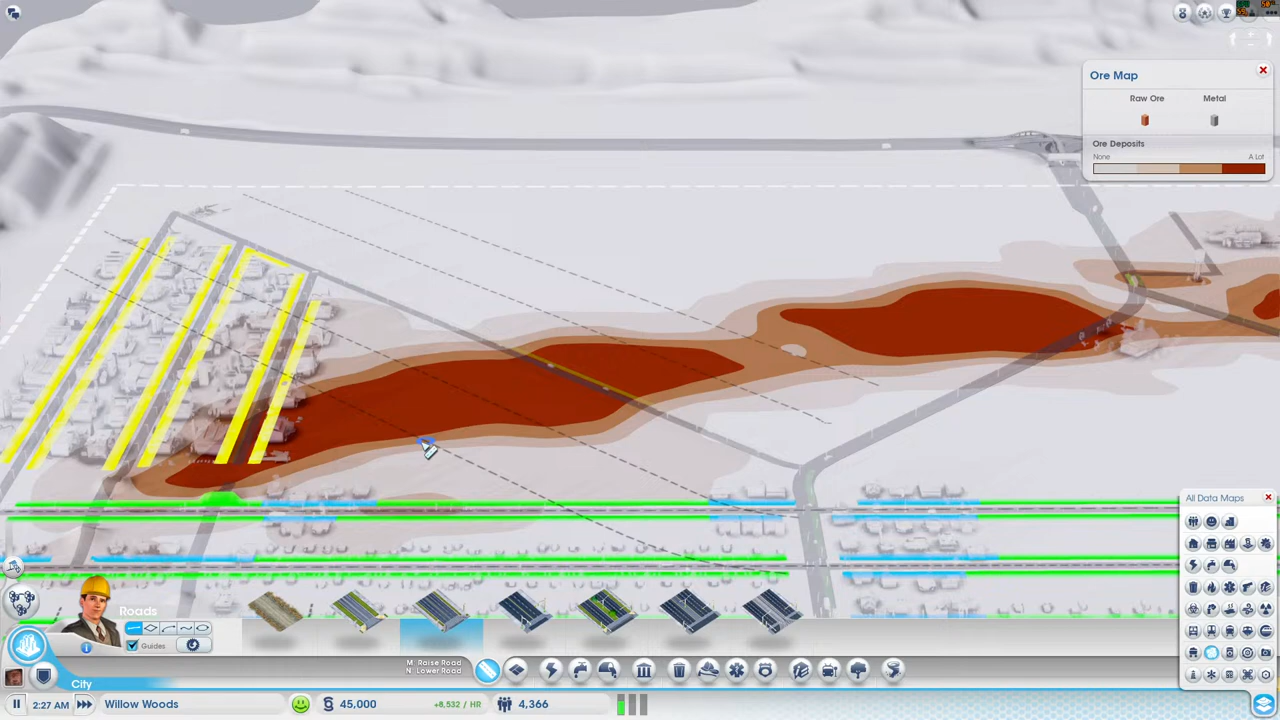 Ore Map
Raw Ore Metal
Ore Deposits
None A Lot
All Data Maps
Roads
Guides
M: Raise Road
N: Lower Road
City
2:27 AM Willow Woods 45,000 +8,532 / HR 4,366